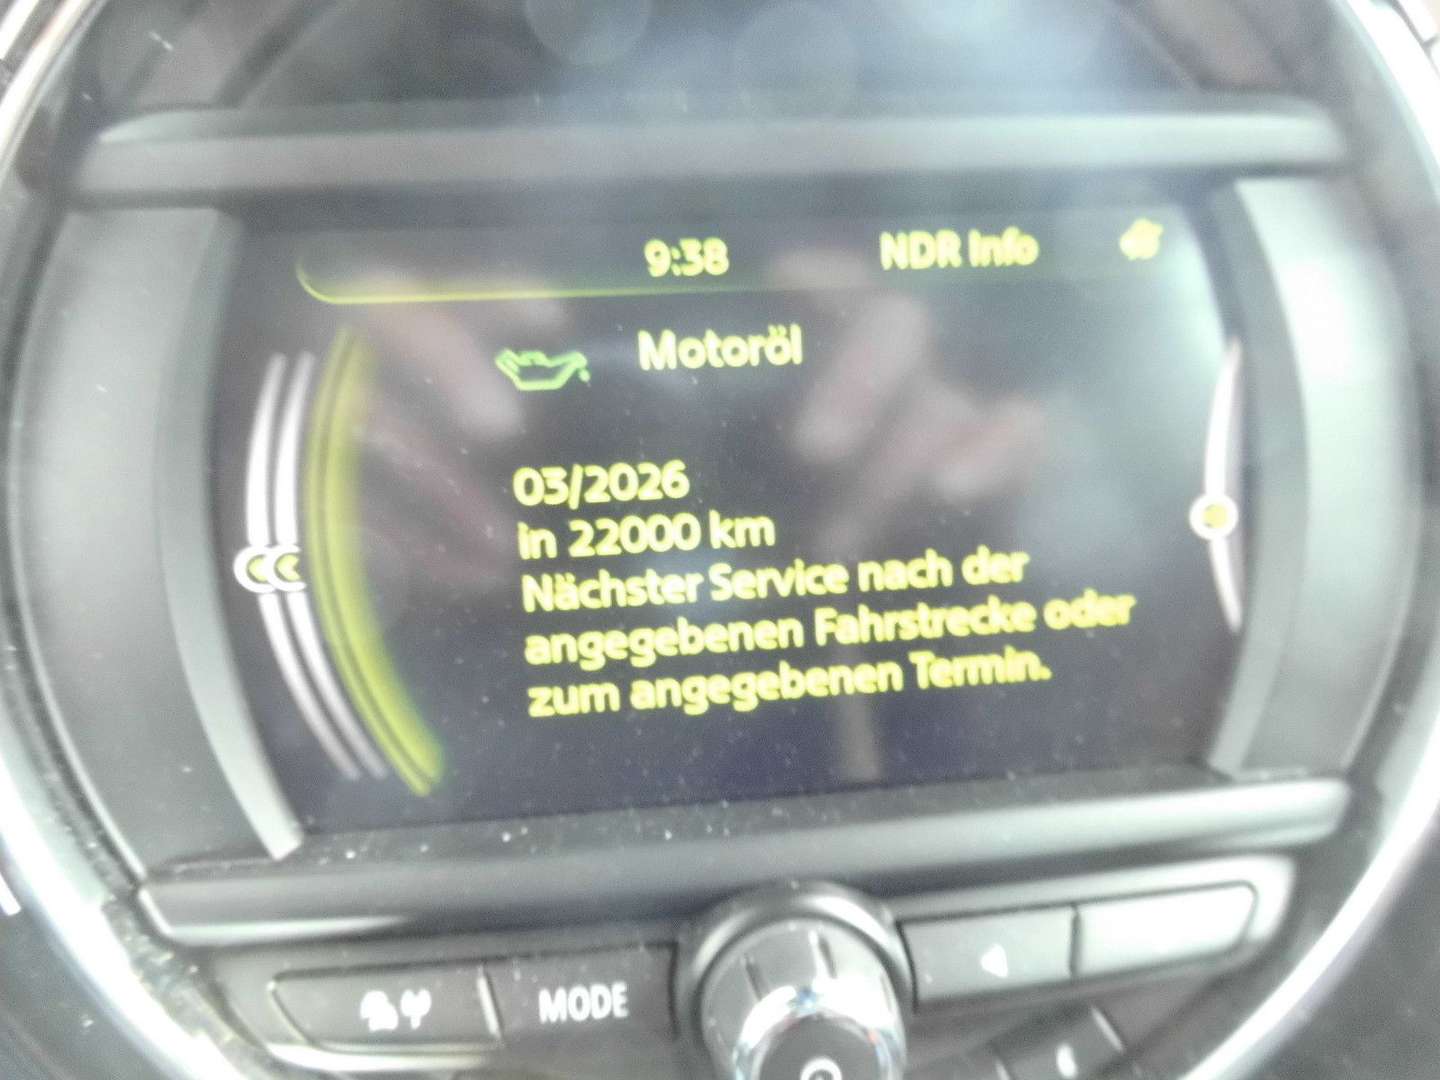 9:38 NDR Info
Motoröl
03/2026
in 22000 km
Nächster Service nach der
angegebenen Fahrstrecke oder
zum angegebenen Termin.
MODE